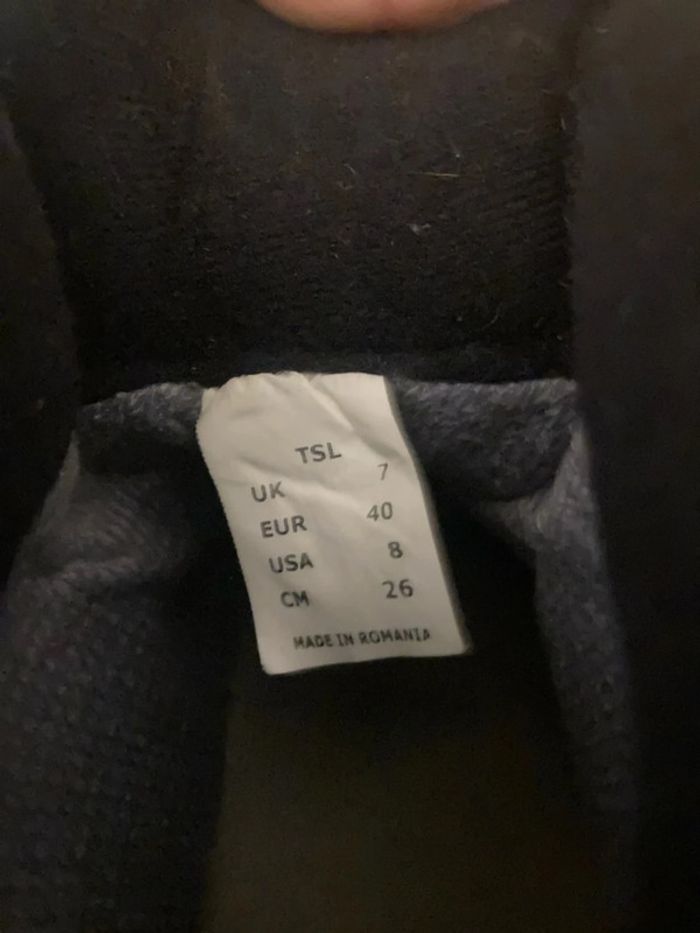 TSL
UK 7
EUR 40
USA 8
CM 26
MADE IN ROMANIA